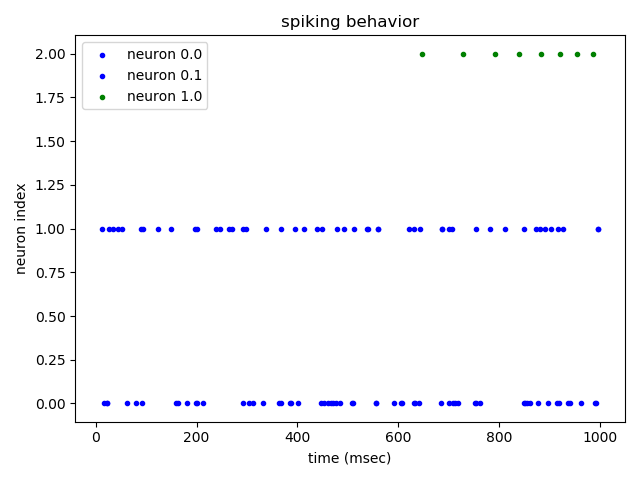 spiking behavior
neuron 0.0
neuron 0.1
neuron 1.0
neuron index
2.00
1.75
1.50
1.25
1.00
0.75
0.50
0.25
0.00
0 200 400 600 800 1000
time (msec)